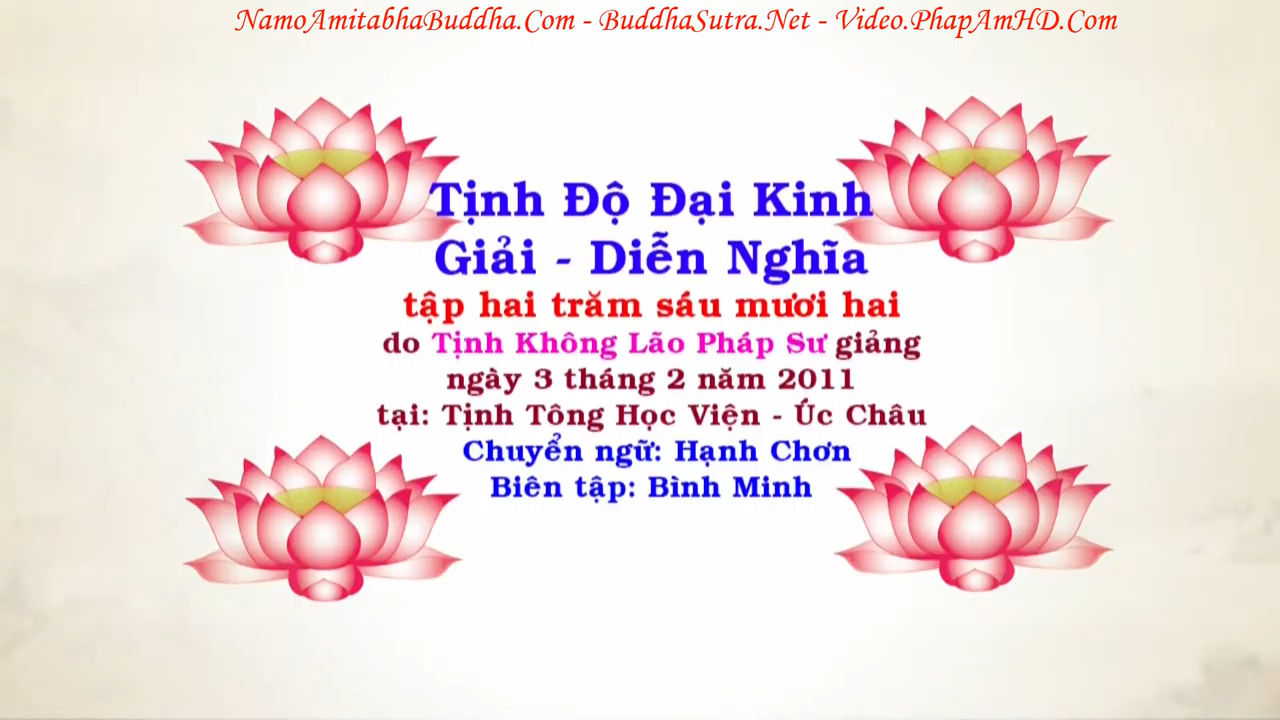 NamoAmitabhaBuddha.Com - BuddhaSutra.Net - Video.PhapAmHD.Com
Tịnh Độ Đại Kinh
Giải - Diễn Nghĩa
tập hai trăm sáu mươi hai
do Tịnh Không Lão Pháp Sư giảng
ngày 3 tháng 2 năm 2011
tại: Tịnh Tông Học Viện - Úc Châu
Chuyển ngữ: Hạnh Chơn
Biên tập: Bình Minh